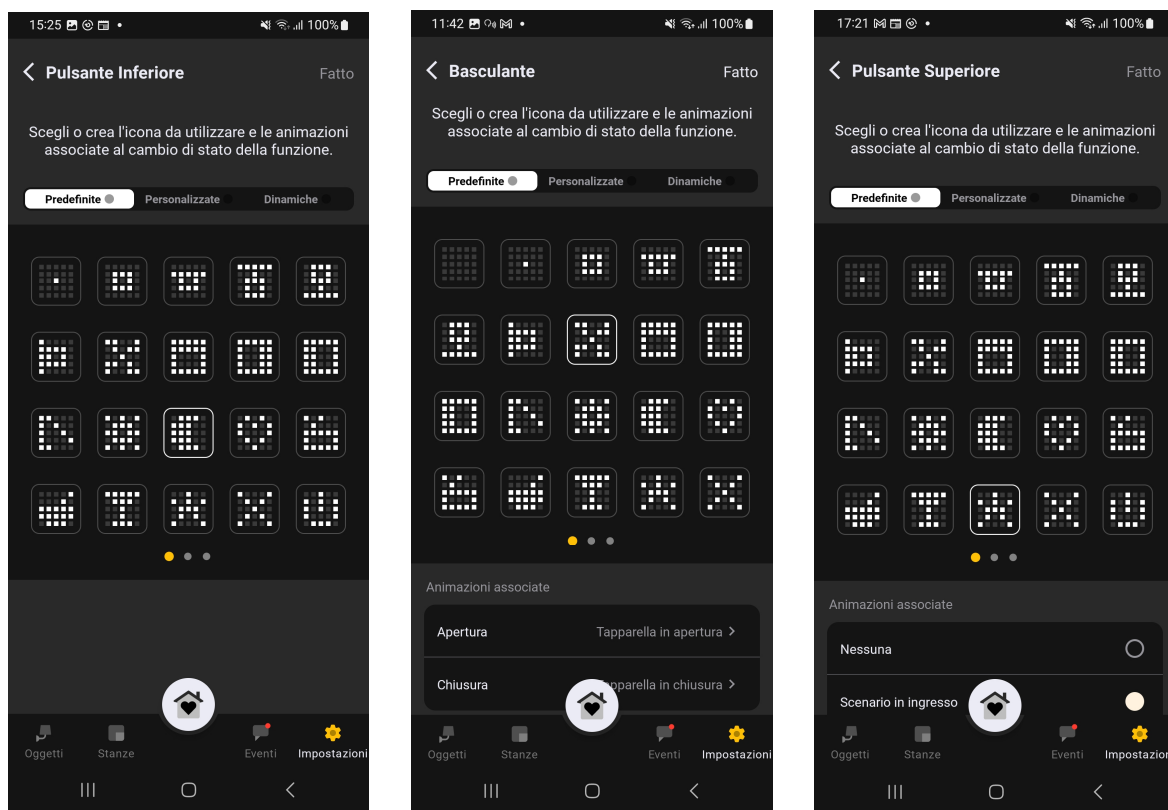 15:25 100%
Pulsante Inferiore Fatto
Scegli o crea l'icona da utilizzare e le animazioni
associate al cambio di stato della funzione.
Predefinite Personalizzate Dinamiche
Oggetti Stanze Eventi Impostazioni
11:42 100%
Basculante Fatto
Scegli o crea l'icona da utilizzare e le animazioni
associate al cambio di stato della funzione.
Predefinite Personalizzate Dinamiche
Animazioni associate
Apertura Tapparella in apertura
Chiusura apparella in chiusura
Oggetti Stanze Eventi Impostazioni
17:21 100%
Pulsante Superiore Fatto
Scegli o crea l'icona da utilizzare e le animazioni
associate al cambio di stato della funzione.
Predefinite Personalizzate Dinamiche
Animazioni associate
Nessuna
Scenario in ingresso
Oggetti Stanze Eventi Impostazion